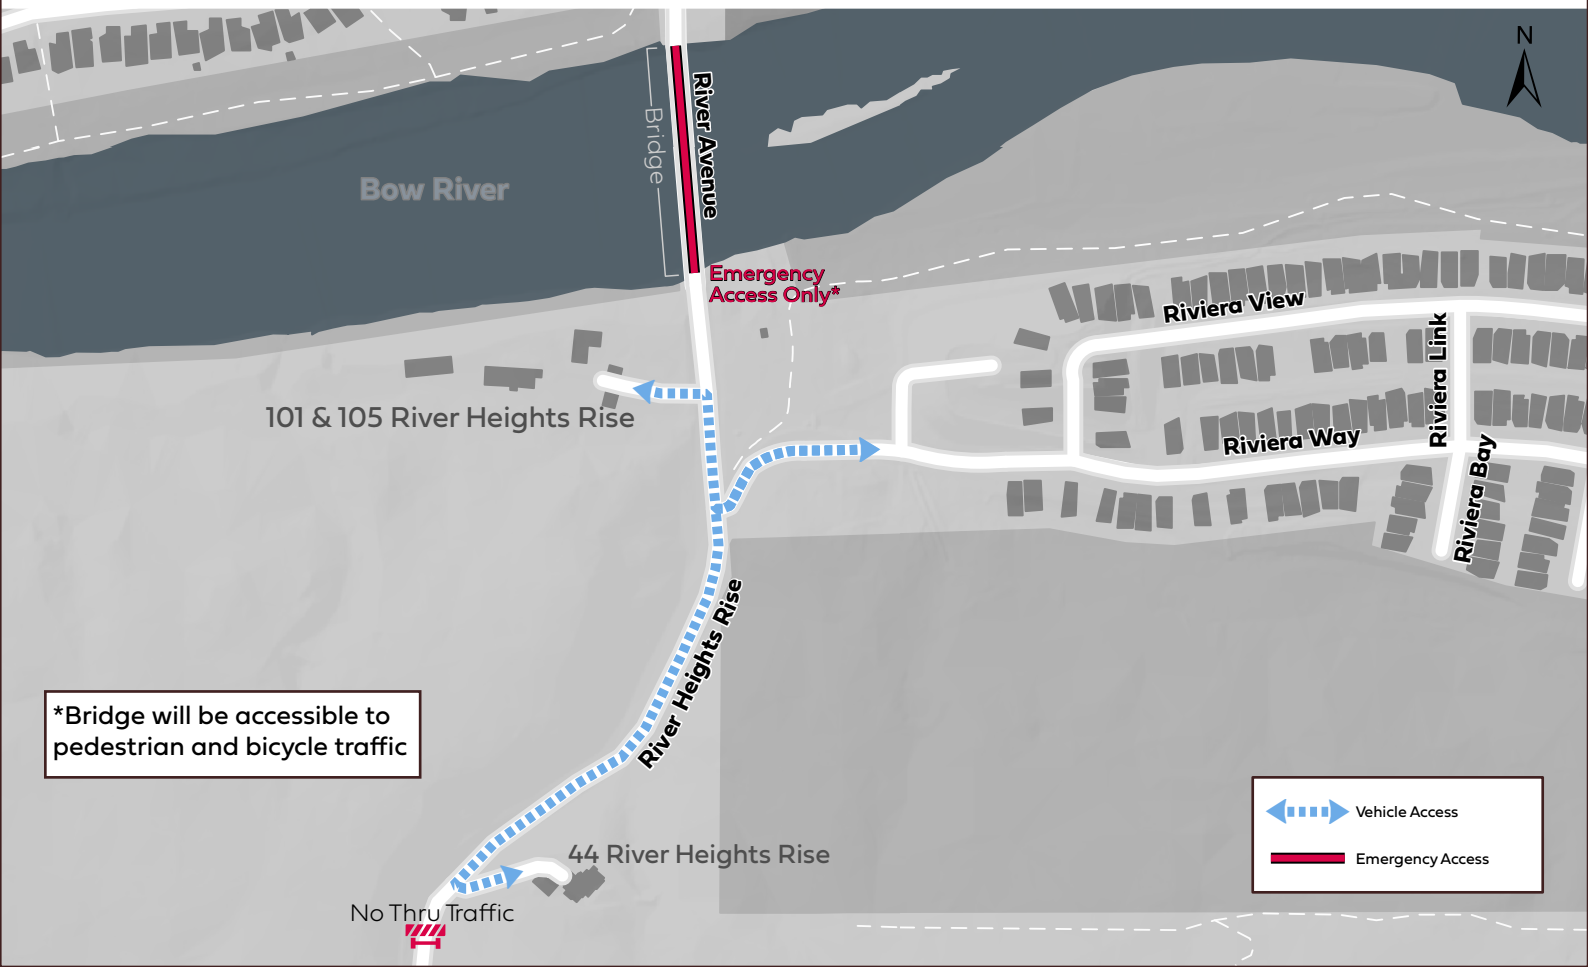 N
River Avenue
Bridge
Bow River
Emergency
Access Only*
Riviera View
Riviera Link
101 & 105 River Heights Rise
Riviera Way
Riviera Bay
River Heights Rise
*Bridge will be accessible to
pedestrian and bicycle traffic
Vehicle Access
Emergency Access
44 River Heights Rise
No Thru Traffic